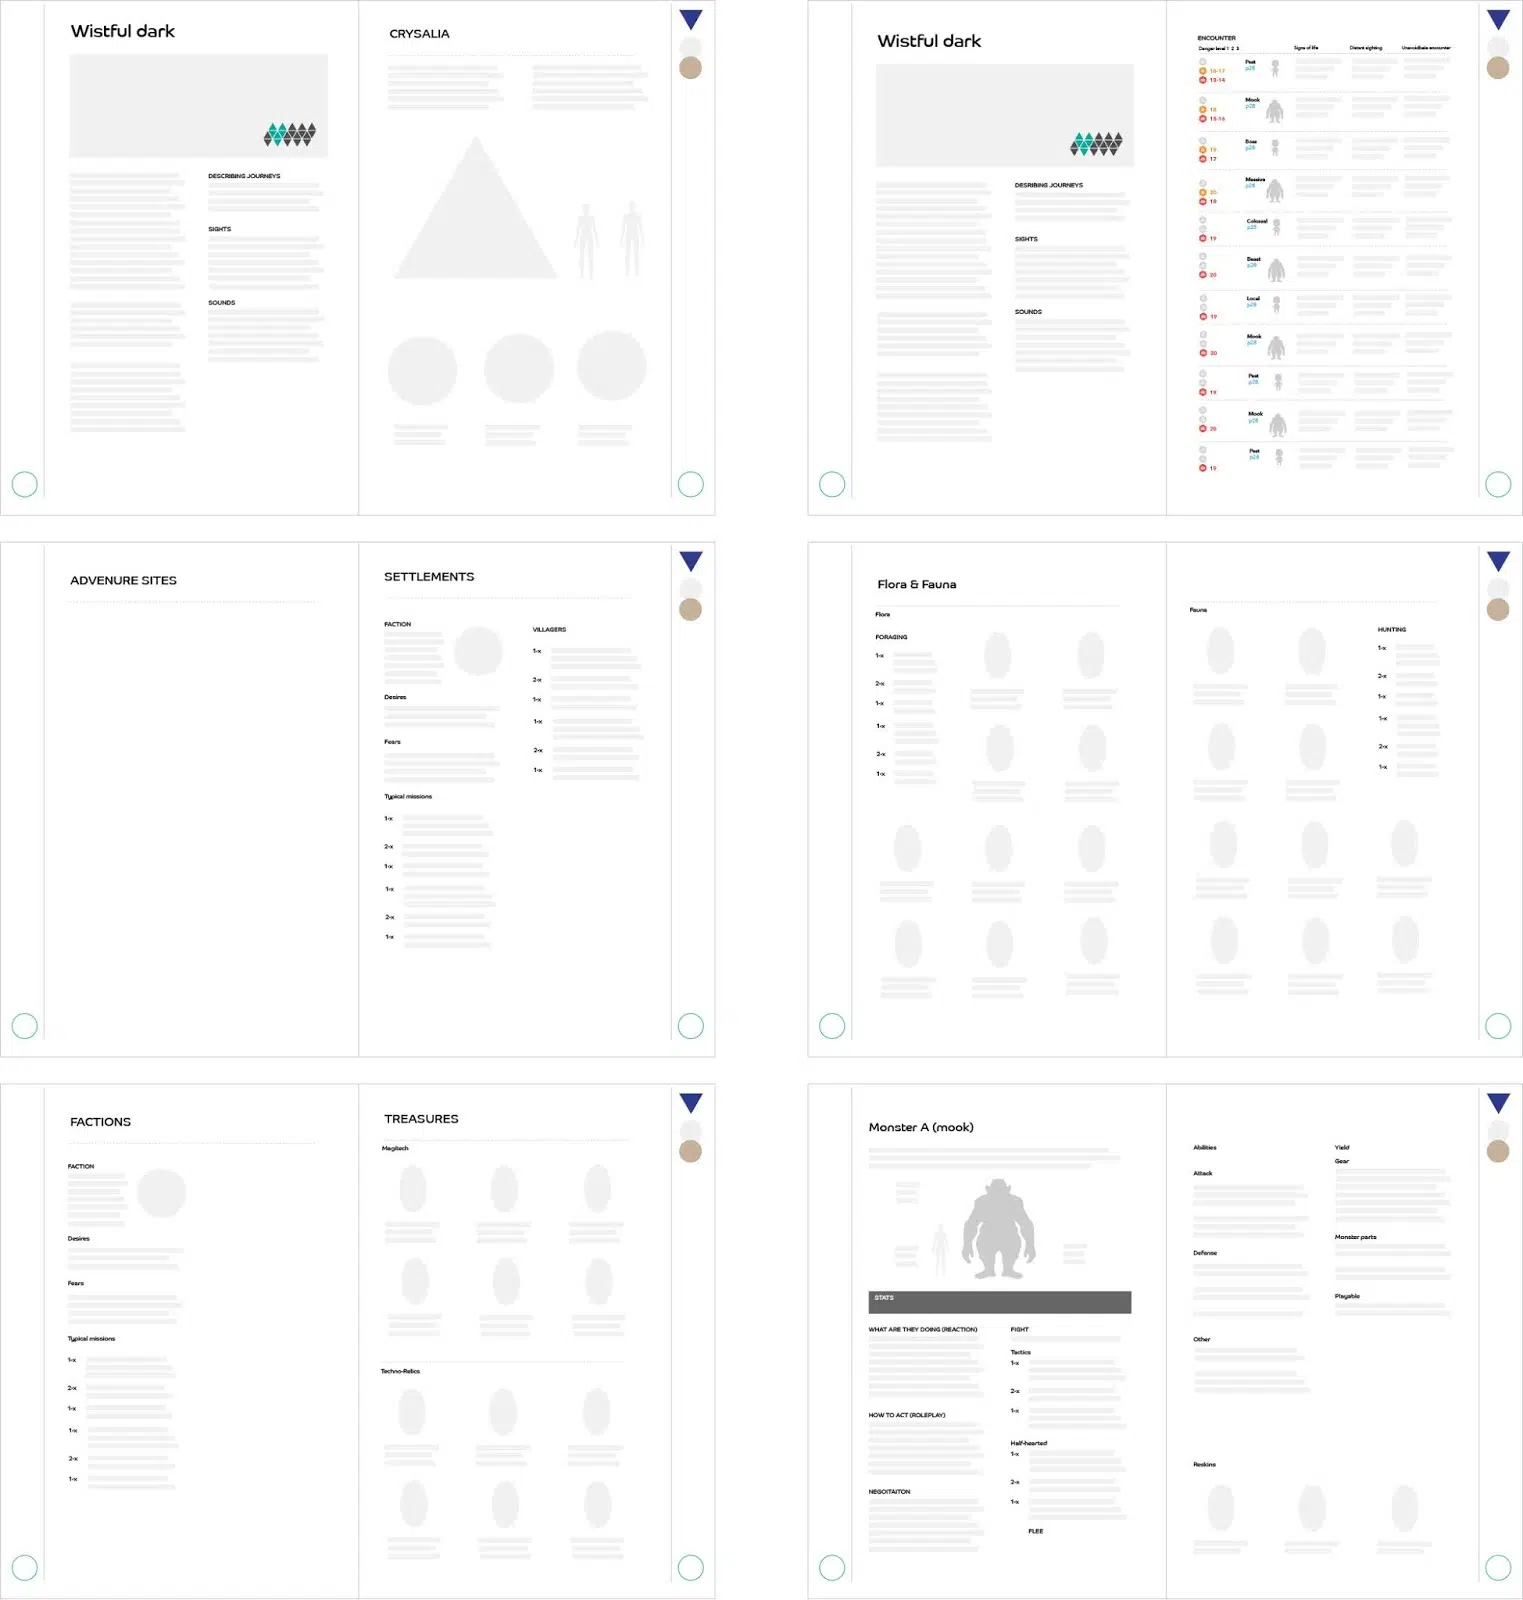 Wistful dark
DESCRIBING JOURNEYS
SIGHTS
SOUNDS
CRYSALIA
Wistful dark
DESRIBING JOURNEYS
SIGHTS
SOUNDS
ENCOUNTER
Danger level 1 2 3 Signs of life Distant sighting Unavoidable encounter
Pest
p28
16-17
13-14
Mook
p28
18
15-16
Boss
p28
19
17
Massive
p28
20
18
Colossal
p28
19
Beast
p28
20
Local
p28
19
Mook
p28
20
Pest
p28
19
Mook
p28
20
Pest
p28
19
ADVENURE SITES
SETTLEMENTS
FACTION
Desires
Fears
Typical missions
1-x
2-x
1-x
1-x
2-x
1-x
VILLAGERS
1-x
2-x
1-x
1-x
2-x
1-x
Flora & Fauna
Flora
FORAGING
1-x
2-x
1-x
1-x
2-x
1-x
Fauna
HUNTING
1-x
2-x
1-x
1-x
2-x
1-x
FACTIONS
FACTION
Desires
Fears
Typical missions
1-x
2-x
1-x
1-x
2-x
1-x
TREASURES
Magitech
Techno-Relics
Monster A (mook)
STATS
WHAT ARE THEY DOING (REACTION)
HOW TO ACT (ROLEPLAY)
NEGOITAITON
FIGHT
Tactics
1-x
2-x
1-x
Half-hearted
1-x
2-x
1-x
FLEE
Abilities
Attack
Defense
Other
Yield
Gear
Monster parts
Playable
Reskins